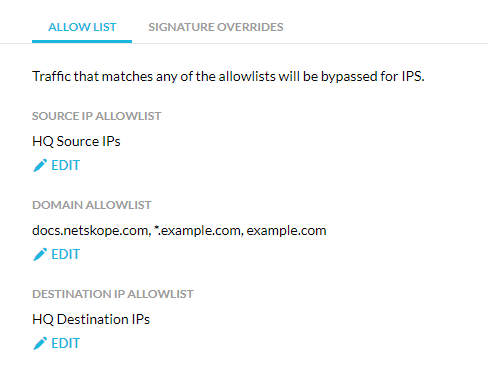 ALLOW LIST SIGNATURE OVERRIDES
Traffic that matches any of the allowlists will be bypassed for IPS.
SOURCE IP ALLOWLIST
HQ Source IPs
EDIT
DOMAIN ALLOWLIST
docs.netskope.com, *.example.com, example.com
EDIT
DESTINATION IP ALLOWLIST
HQ Destination IPs
EDIT